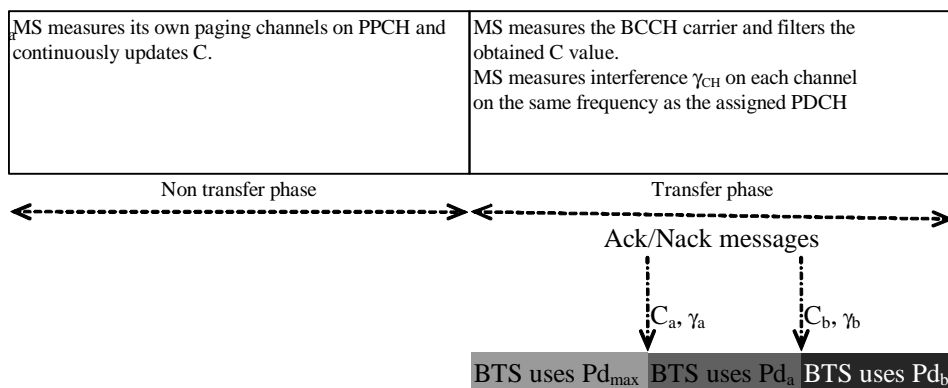 a
MS measures its own paging channels on PPCH and
continuously updates C.
MS measures the BCCH carrier and filters the
obtained C value.
MS measures interference γCH on each channel
on the same frequency as the assigned PDCH
Non transfer phase
Transfer phase
Ack/Nack messages
Ca, γa
Cb, γb
BTS uses Pdmax
BTS uses Pda
BTS uses Pdb